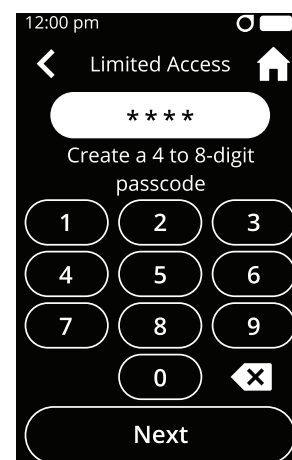 12:00 pm
Limited Access
* * * *
Create a 4 to 8-digit
passcode
1 2 3
4 5 6
7 8 9
0
Next